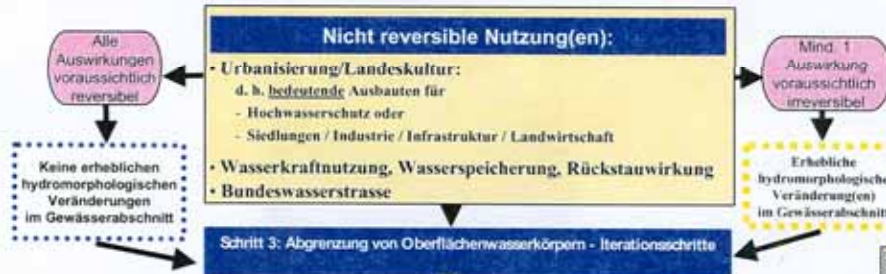 Alle
Auswirkungen
voraussichtlich
reversibel
Keine erheblichen
hydromorphologischen
Veränderungen
im Gewässerabschnitt
Nicht reversible Nutzung(en):
• Urbanisierung/Landeskultur:
d. h. bedeutende Ausbauten für
- Hochwasserschutz oder
- Siedlungen / Industrie / Infrastruktur / Landwirtschaft
• Wasserkraftnutzung, Wasserspeicherung, Rückstauwirkung
• Bundeswasserstrasse
Mind. 1
Auswirkung
voraussichtlich
irreversibel
Erhebliche
hydromorphologische
Veränderung(en)
im Gewässerabschnitt
Schritt 3: Abgrenzung von Oberflächenwasserkörpern - Iterationsschritte